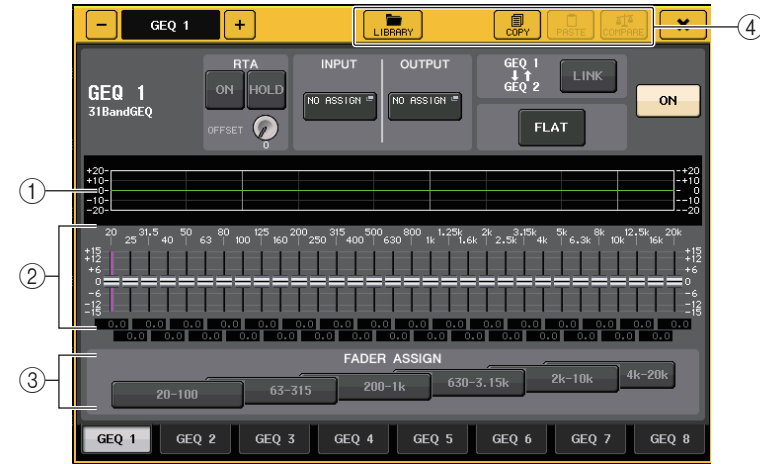 − GEQ 1 + LIBRARY COPY PASTE COMPARE × ④
RTA INPUT OUTPUT GEQ 1 ↓↑ GEQ 2 LINK
GEQ 1
31BandGEQ
ON HOLD NO ASSIGN NO ASSIGN ON
OFFSET 0 FLAT
①
+20 +20
+10 +10
0 0
-10 -10
-20 -20
②
20 31.5 50 80 125 200 315 500 800 1.25k 2k 3.15k 5k 8k 12.5k 20k
25 40 63 100 160 250 400 630 1k 1.6k 2.5k 4k 6.3k 10k 16k
+15 +15
+12 +12
+6 +6
0 0
-6 -6
-12 -12
-15 -15
0.0 0.0 0.0 0.0 0.0 0.0 0.0 0.0 0.0 0.0 0.0 0.0 0.0 0.0 0.0 0.0
0.0 0.0 0.0 0.0 0.0 0.0 0.0 0.0 0.0 0.0 0.0 0.0 0.0 0.0 0.0
③
FADER ASSIGN
20-100 63-315 200-1k 630-3.15k 2k-10k 4k-20k
GEQ 1 GEQ 2 GEQ 3 GEQ 4 GEQ 5 GEQ 6 GEQ 7 GEQ 8